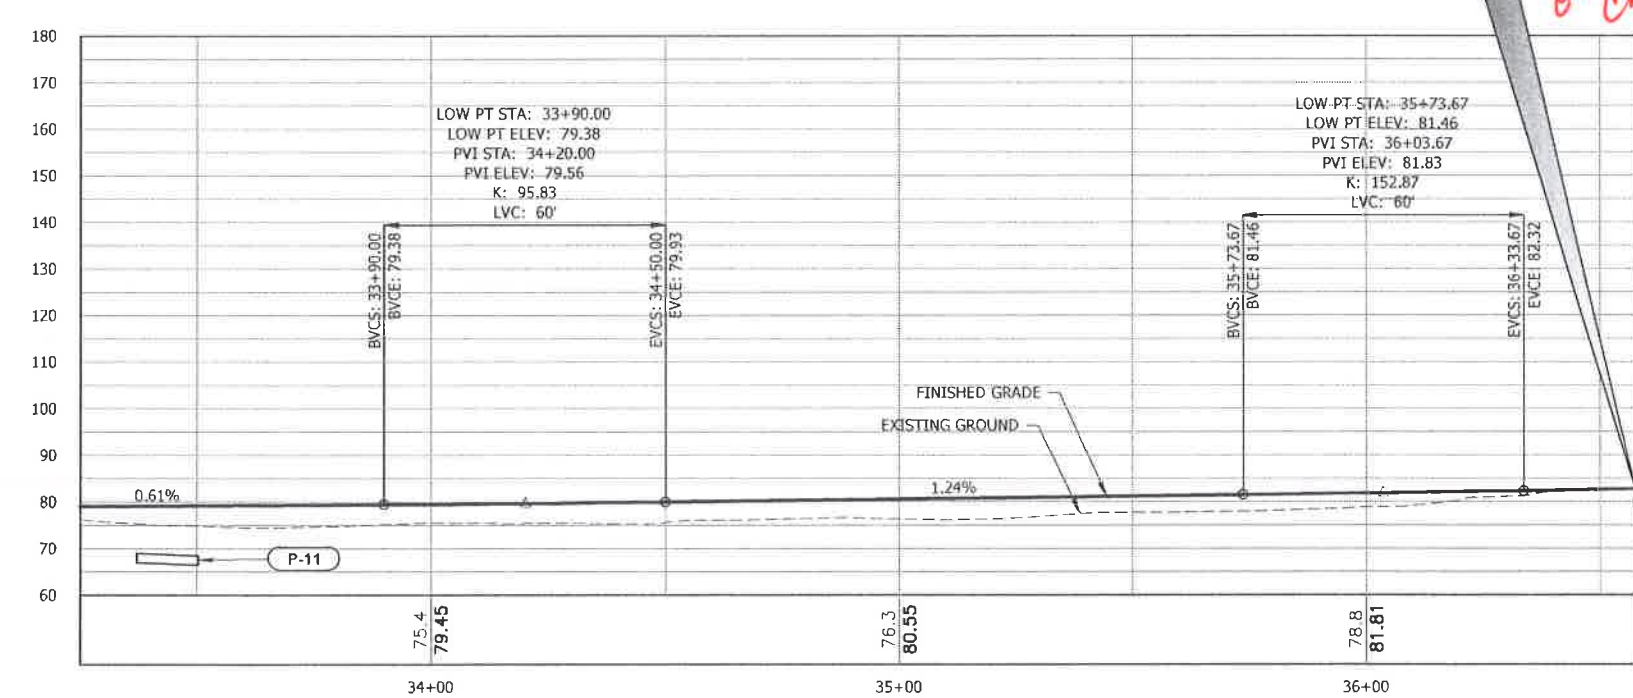 180
170
160
150
140
130
120
110
100
90
80
70
60
LOW PT STA: 33+90.00
LOW PT ELEV: 79.38
PVI STA: 34+20.00
PVI ELEV: 79.56
K: 95.83
LVC: 60'
BVCS: 33+90.00
BVCE: 79.38
EVCS: 34+50.00
EVCE: 79.93
LOW PT STA: 35+73.67
LOW PT ELEV: 81.46
PVI STA: 36+03.67
PVI ELEV: 81.83
K: 152.87
LVC: 60'
BVCS: 35+73.67
BVCE: 81.46
EVCS: 36+33.67
EVCE: 82.32
FINISHED GRADE
EXISTING GROUND
0.61%
1.24%
P-11
75.4
79.45
76.3
80.55
78.8
81.81
34+00
35+00
36+00